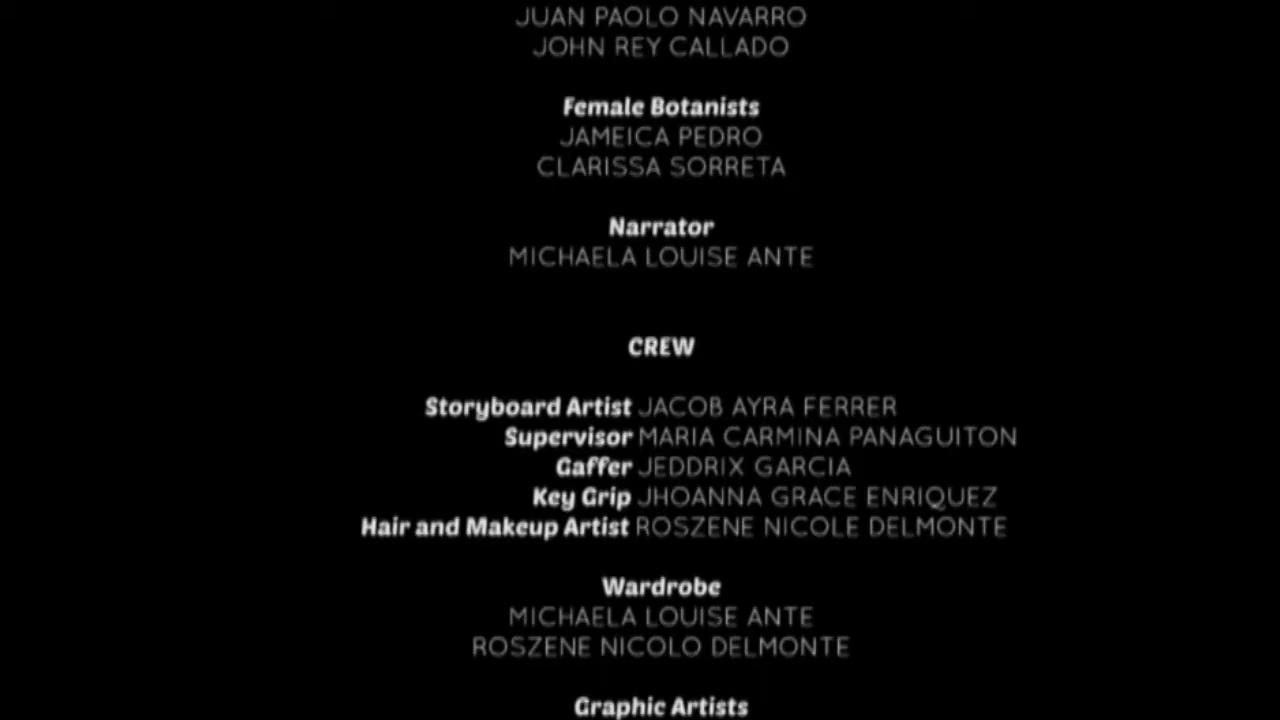 JUAN PAOLO NAVARRO
JOHN REY CALLADO
Female Botanists
JAMEICA PEDRO
CLARISSA SORRETA
Narrator
MICHAELA LOUISE ANTE
CREW
Storyboard Artist JACOB AYRA FERRER
Supervisor MARIA CARMINA PANAGUITON
Gaffer JEDDRIX GARCIA
Key Grip JHOANNA GRACE ENRIQUEZ
Hair and Makeup Artist ROSZENE NICOLE DELMONTE
Wardrobe
MICHAELA LOUISE ANTE
ROSZENE NICOLO DELMONTE
Graphic Artists